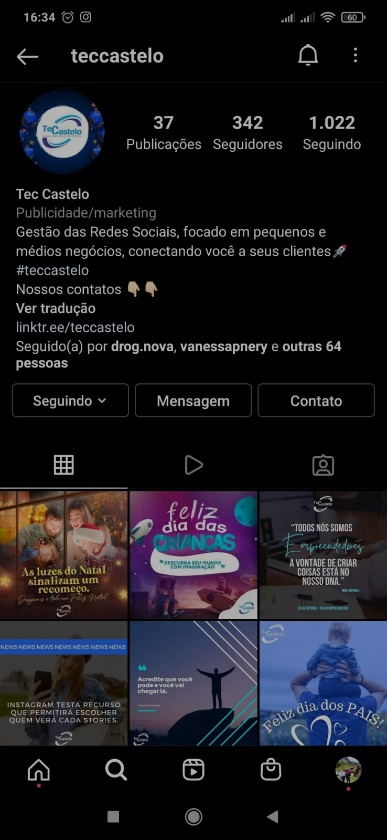 16:34
60
teccastelo
Tec Castelo
37
342
1.022
Publicações
Seguidores
Seguindo
Tec Castelo
Publicidade/marketing
Gestão das Redes Sociais, focado em pequenos e
médios negócios, conectando você a seus clientes🚀
#teccastelo
Nossos contatos 👇🏼👇🏼
Ver tradução
linktr.ee/teccastelo
Seguido(a) por drog.nova, vanessapnery e outras 64
pessoas
Seguindo
Mensagem
Contato
As luzes do Natal
sinalizam um
recomeço.
feliz
dia das
CRIANÇAS
DESCUBRA SEU MUNDO
COM IMAGINAÇÃO
TecCastelo
"TODOS NÓS SOMOS
Empreendedores
A VONTADE DE CRIAR
COISAS ESTÁ NO
NOSSO DNA."
NEWS NEWS NEWS NEWS NEWS NEWS NEWS
INSTAGRAM TESTA RECURSO
QUE PERMITIRÁ ESCOLHER
QUEM VERÁ CADA STORIES.
Acredite que você
pode e você vai
chegar lá.
TecCastelo
Feliz dia dos PAIS!